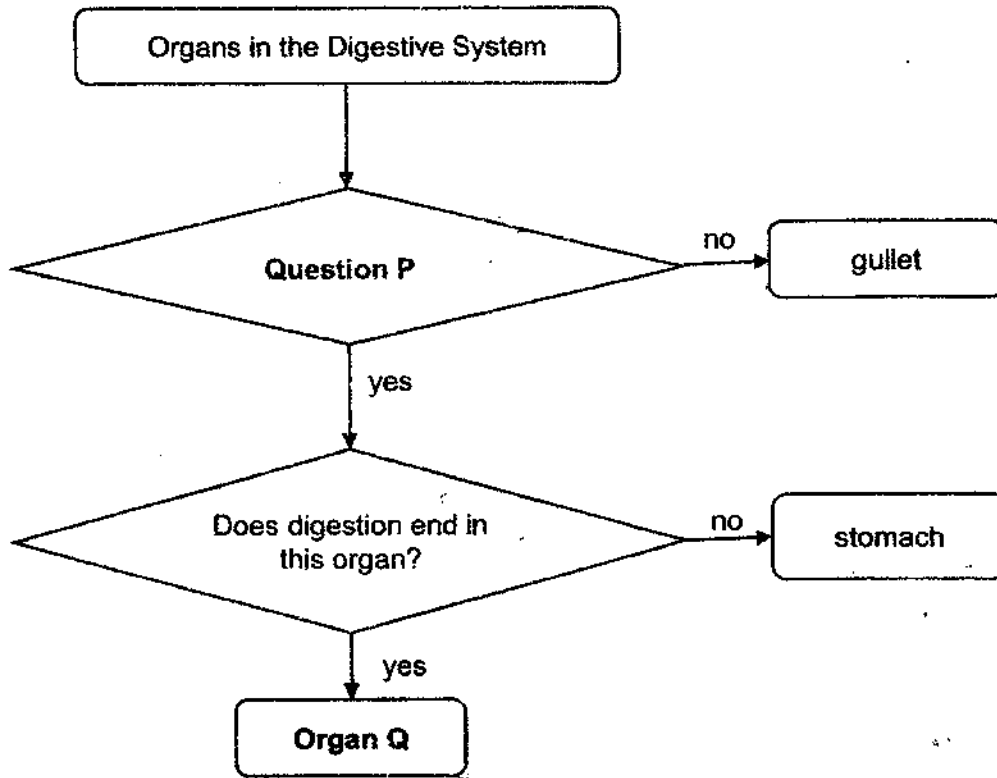 Organs in the Digestive System
Question P
no
gullet
yes
Does digestion end in
this organ?
no
stomach
yes
Organ Q